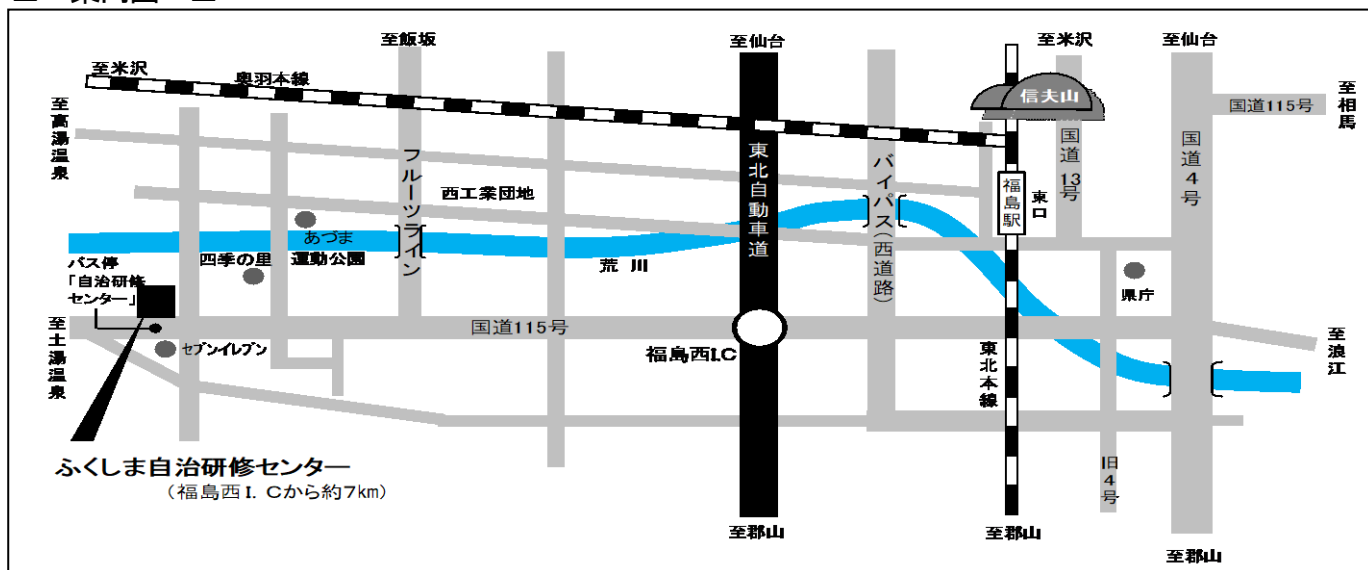 至飯坂
至仙台
至米沢
至仙台
至米沢
奥羽本線
信夫山
国道115号
至相馬
至高湯温泉
フルーツライン
東北自動車道
バイパス(西道路)
福島駅
東口
国道13号
国道4号
西工業団地
あづま
運動公園
四季の里
荒川
バス停
「自治研修
センター」
県庁
至土湯温泉
国道115号
セブンイレブン
福島西I.C
東北本線
至浪江
ふくしま自治研修センター
(福島西I.Cから約7km)
旧4号
至郡山
至郡山
至郡山